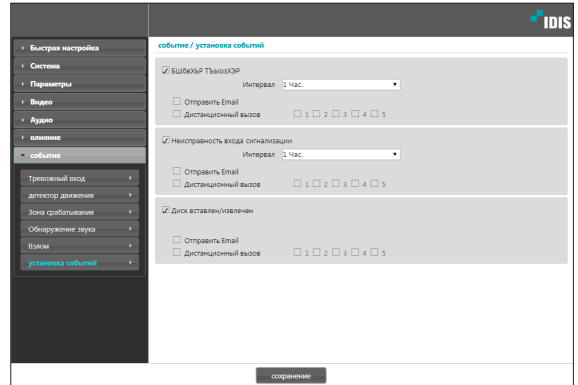 IDIS
Быстрая настройка
Система
Параметры
Видео
Аудио
влияние
событие
Тревожный вход
детектор движения
Зона срабатывания
Обнаружение звука
Взлом
установка событий
событие / установка событий
Интервал 1 Час.
Отправить Email
Дистанционный вызов 1 2 3 4 5
Неисправность входа сигнализации
Интервал 1 Час.
Отправить Email
Дистанционный вызов 1 2 3 4 5
Диск вставлен/извлечен
Отправить Email
Дистанционный вызов 1 2 3 4 5
сохранение